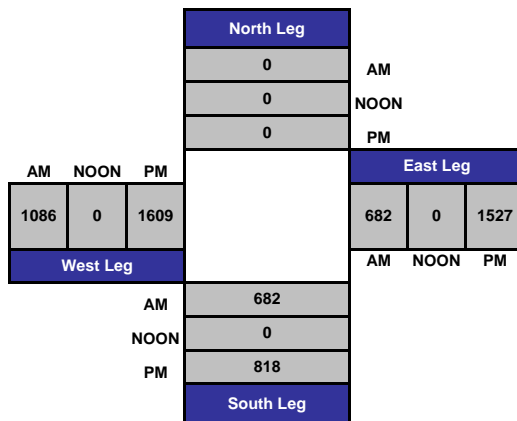 North Leg
0 AM
0 NOON
0 PM
AM NOON PM East Leg
1086 0 1609 682 0 1527
West Leg AM NOON PM
AM 682
NOON 0
PM 818
South Leg